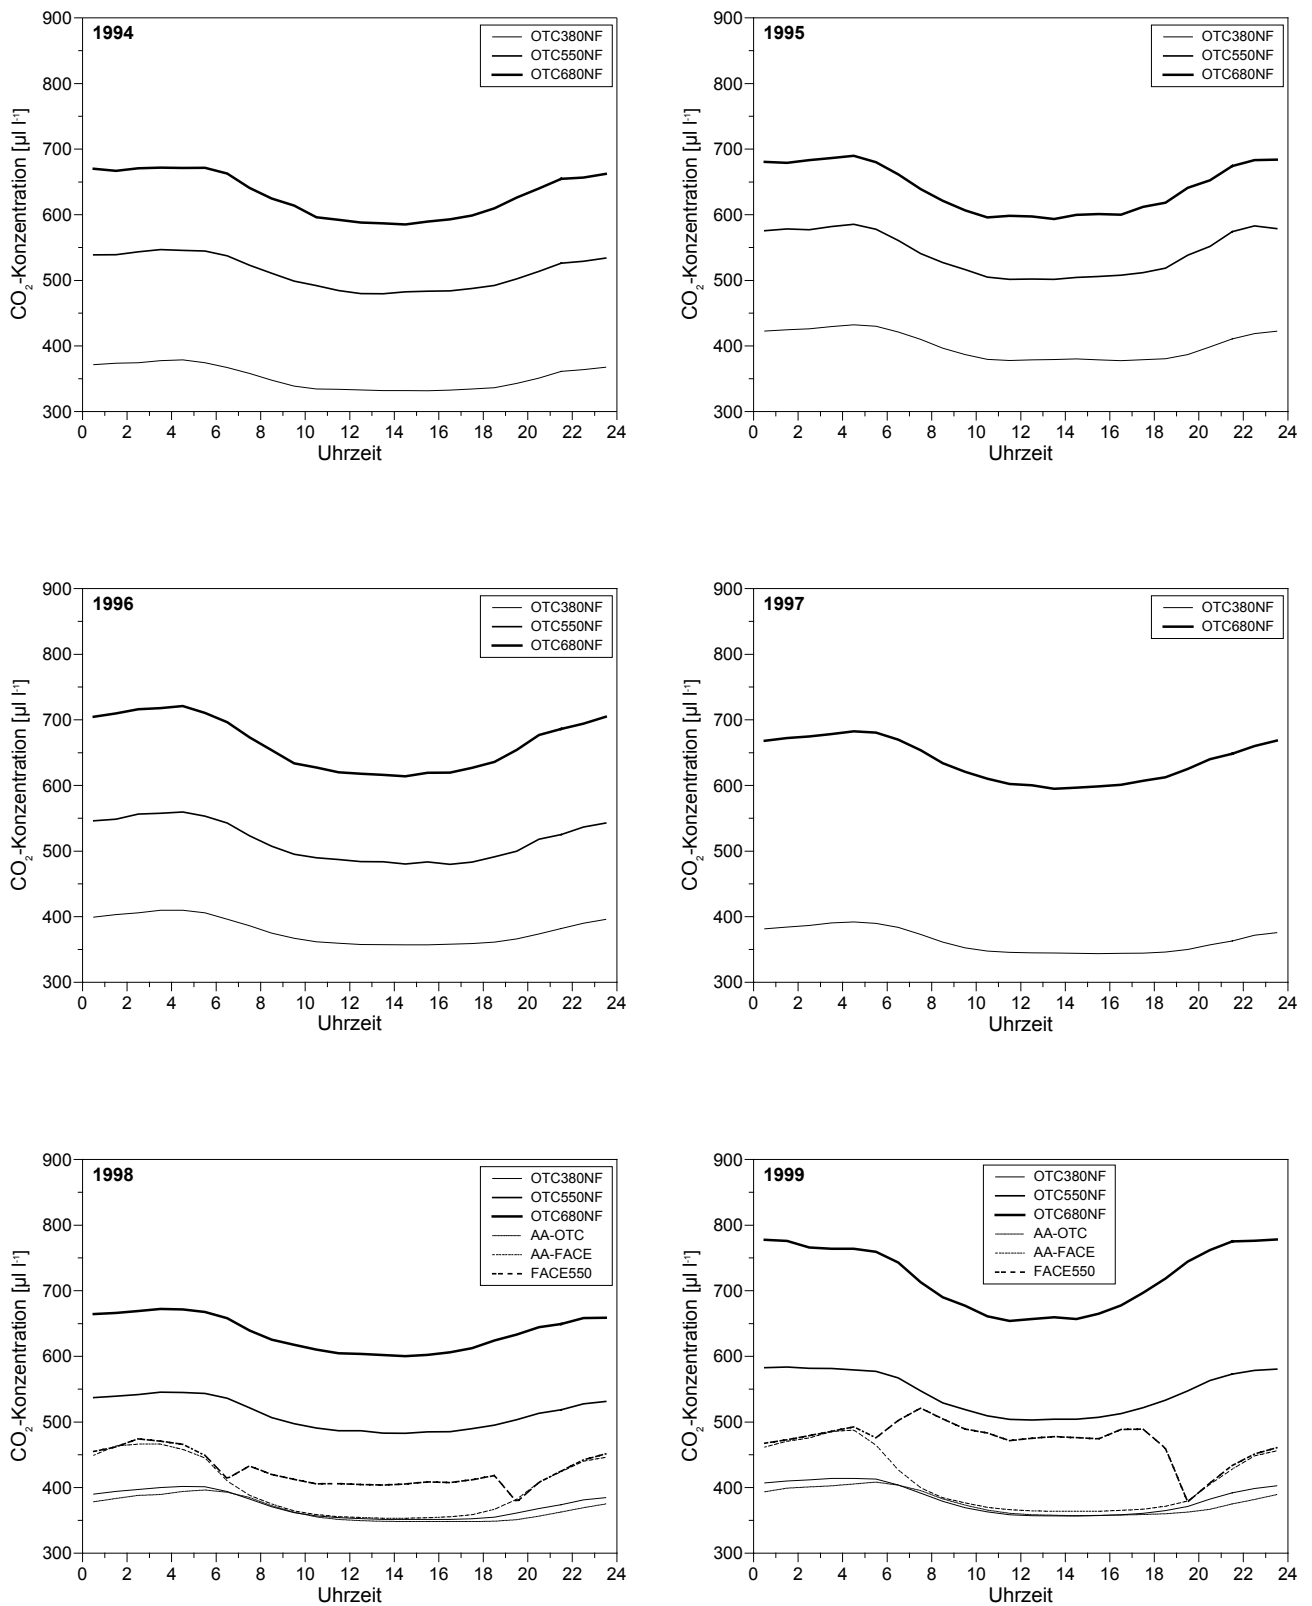 1994
OTC380NF
OTC550NF
OTC680NF
900
800
700
600
500
400
300
CO₂-Konzentration [µl l⁻¹]
0 2 4 6 8 10 12 14 16 18 20 22 24
Uhrzeit
1995
OTC380NF
OTC550NF
OTC680NF
900
800
700
600
500
400
300
CO₂-Konzentration [µl l⁻¹]
0 2 4 6 8 10 12 14 16 18 20 22 24
Uhrzeit
1996
OTC380NF
OTC550NF
OTC680NF
900
800
700
600
500
400
300
CO₂-Konzentration [µl l⁻¹]
0 2 4 6 8 10 12 14 16 18 20 22 24
Uhrzeit
1997
OTC380NF
OTC680NF
900
800
700
600
500
400
300
CO₂-Konzentration [µl l⁻¹]
0 2 4 6 8 10 12 14 16 18 20 22 24
Uhrzeit
1998
OTC380NF
OTC550NF
OTC680NF
AA-OTC
AA-FACE
FACE550
900
800
700
600
500
400
300
CO₂-Konzentration [µl l⁻¹]
0 2 4 6 8 10 12 14 16 18 20 22 24
Uhrzeit
1999
OTC380NF
OTC550NF
OTC680NF
AA-OTC
AA-FACE
FACE550
900
800
700
600
500
400
300
CO₂-Konzentration [µl l⁻¹]
0 2 4 6 8 10 12 14 16 18 20 22 24
Uhrzeit